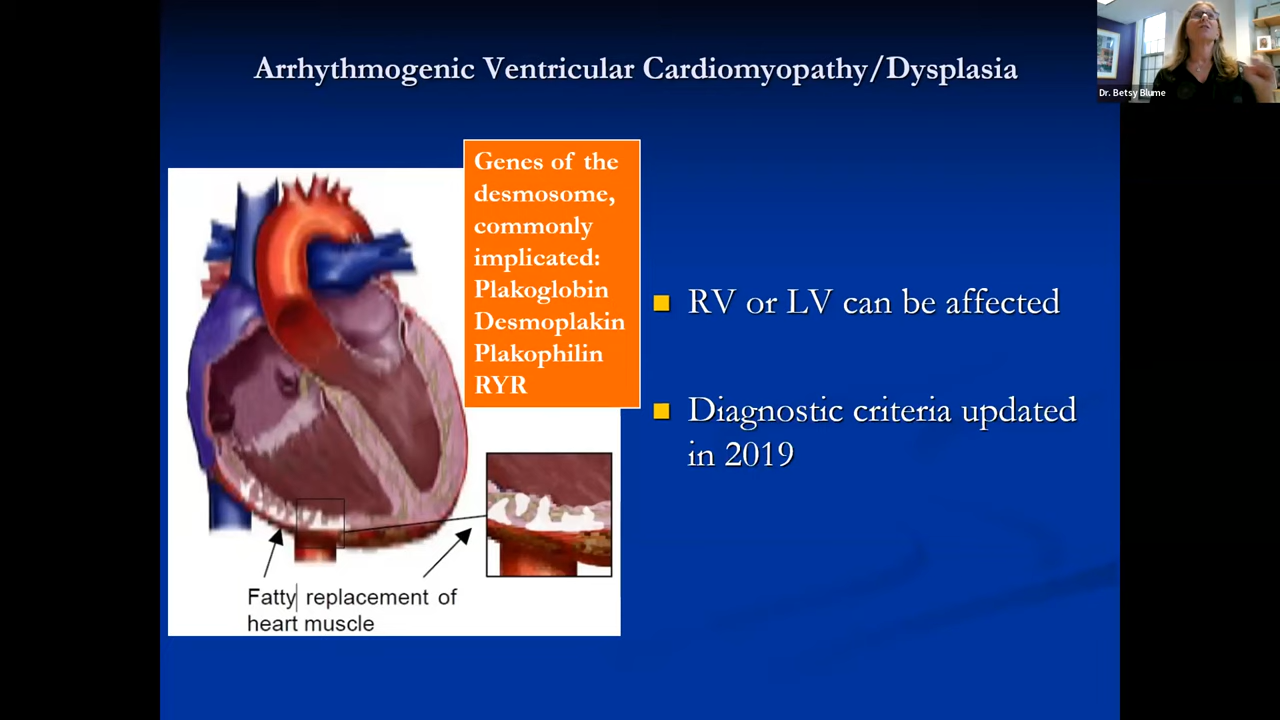 Arrhythmogenic Ventricular Cardiomyopathy/Dysplasia
Dr. Betsy Blume
Genes of the
desmosome,
commonly
implicated:
Plakoglobin
Desmoplakin
Plakophilin
RYR
RV or LV can be affected
Diagnostic criteria updated
in 2019
Fatty replacement of
heart muscle